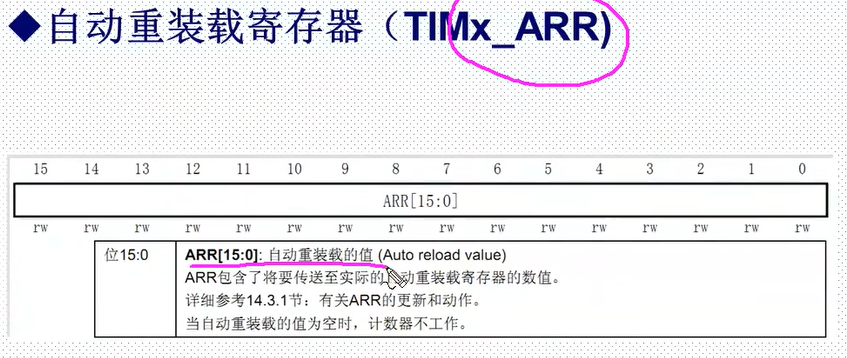 ◆自动重装载寄存器（TIMx_ARR)
15 14 13 12 11 10 9 8 7 6 5 4 3 2 1 0
ARR[15:0]
rw rw rw rw rw rw rw rw rw rw rw rw rw rw rw rw
位15:0
ARR[15:0]: 自动重装载的值 (Auto reload value)
ARR包含了将要传送至实际的自动重装载寄存器的数值。
详细参考14.3.1节：有关ARR的更新和动作。
当自动重装载的值为空时，计数器不工作。